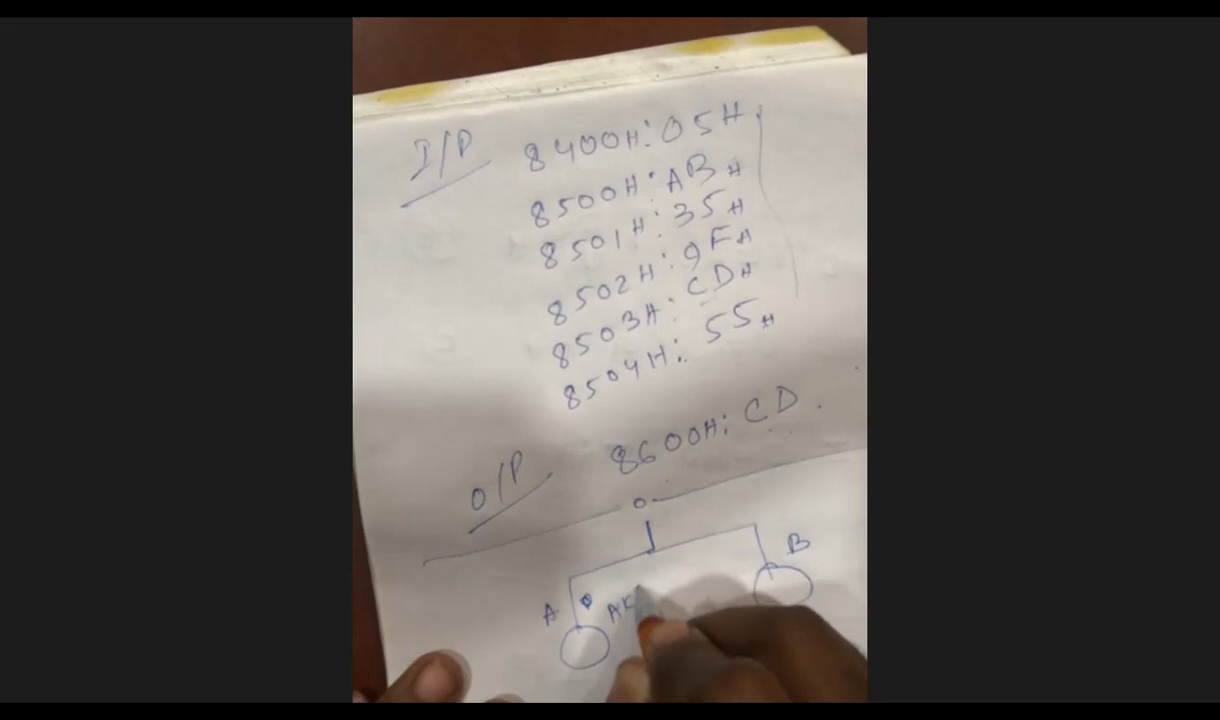 I/P 8400H: 05H
8500H: ABH
8501H: 35H
8502H: 9FH
8503H: CDH
8504H: 55H
O/P 8600H: CD.
A B